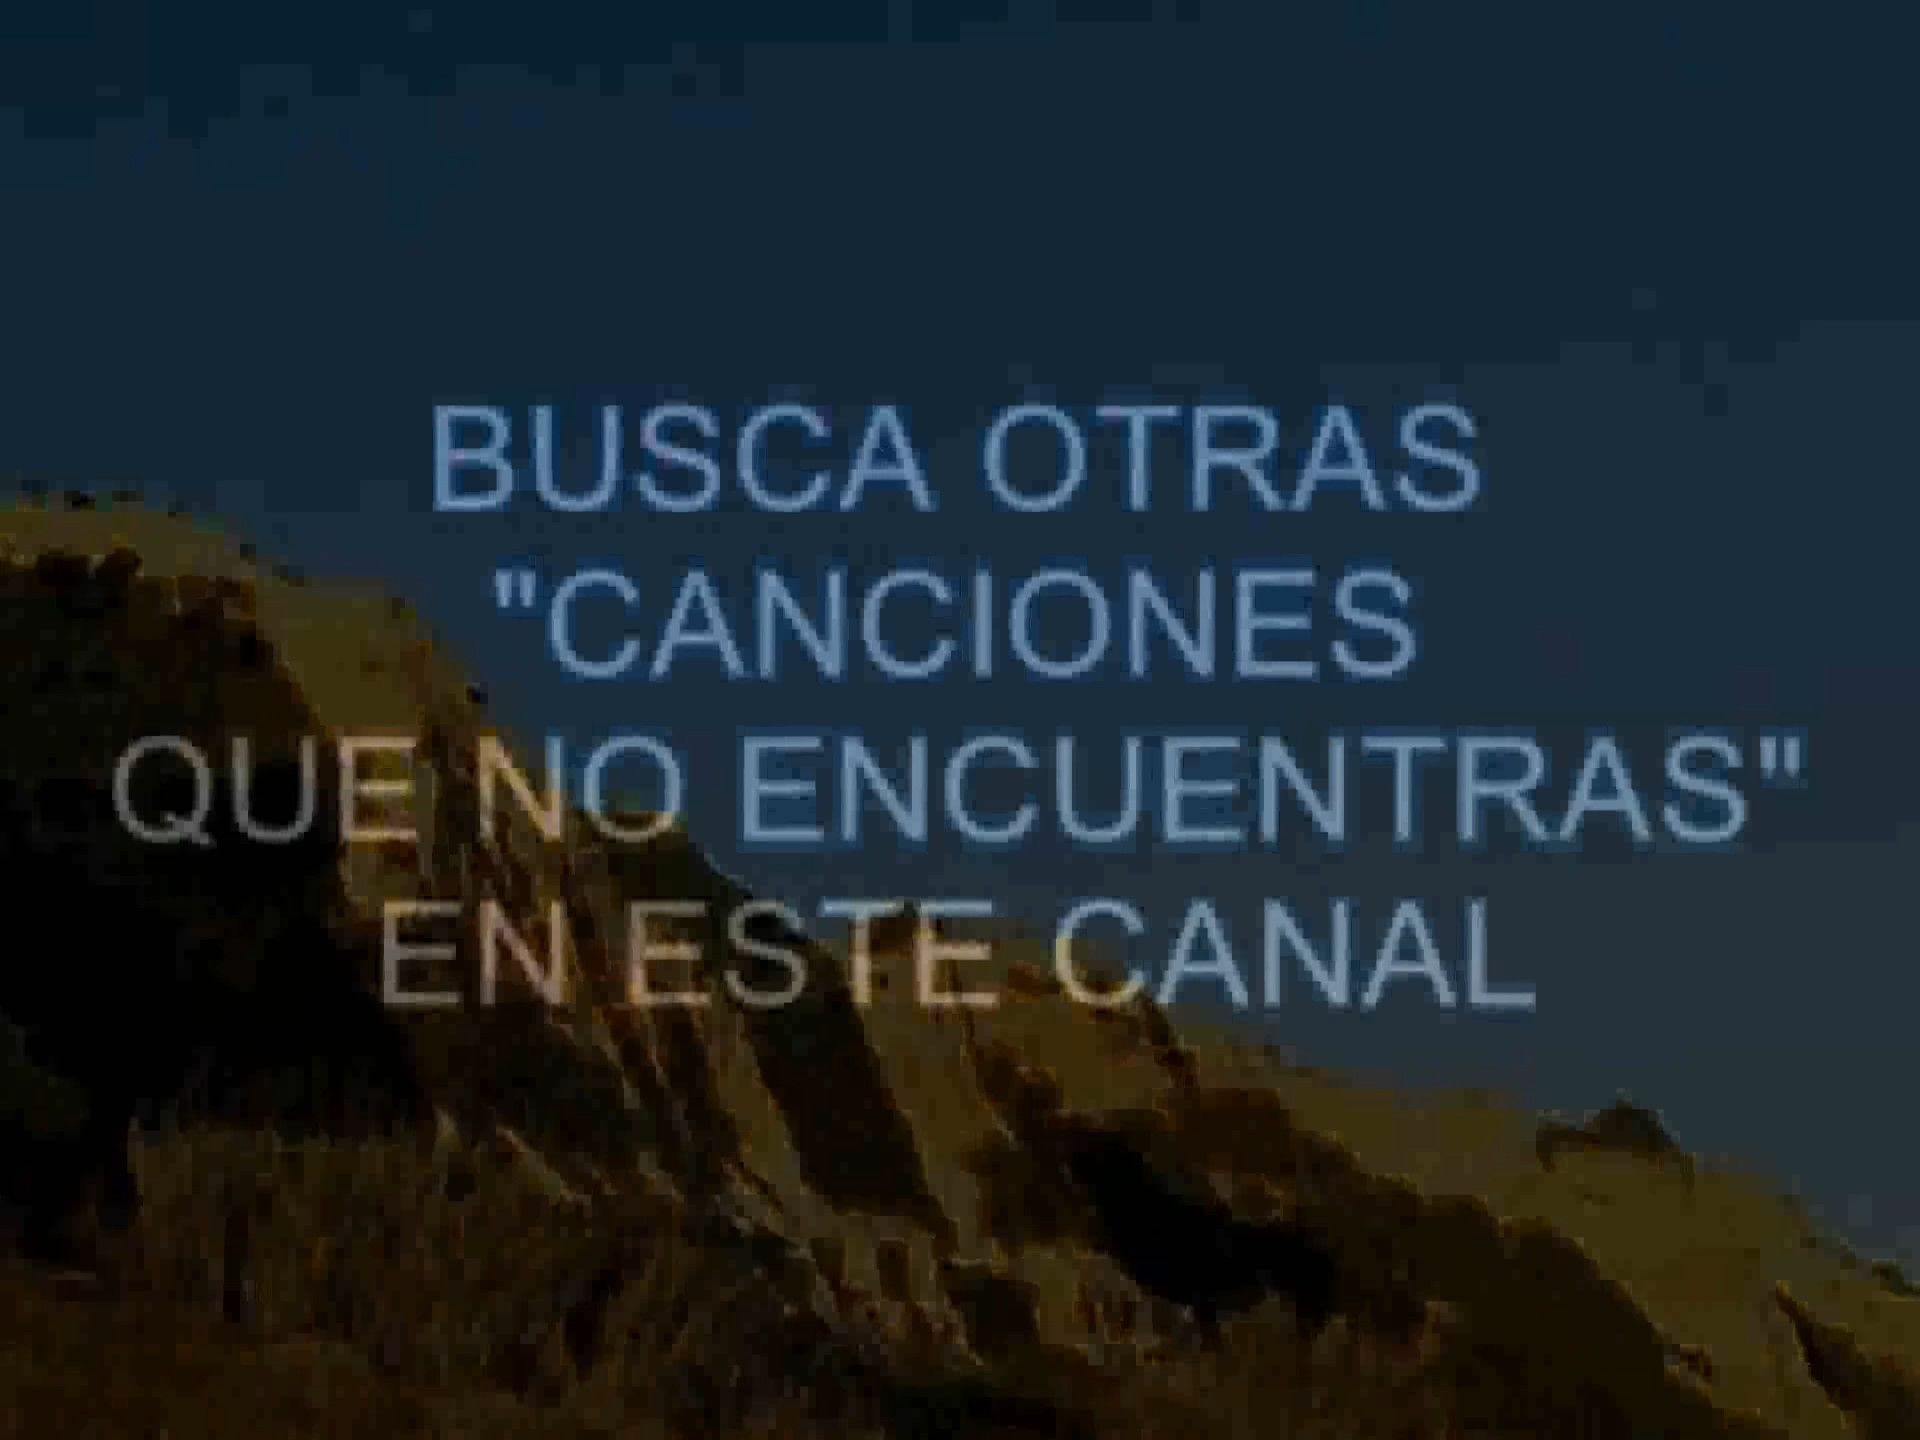 BUSCA OTRAS
"CANCIONES
QUE NO ENCUENTRAS"
EN ESTE CANAL